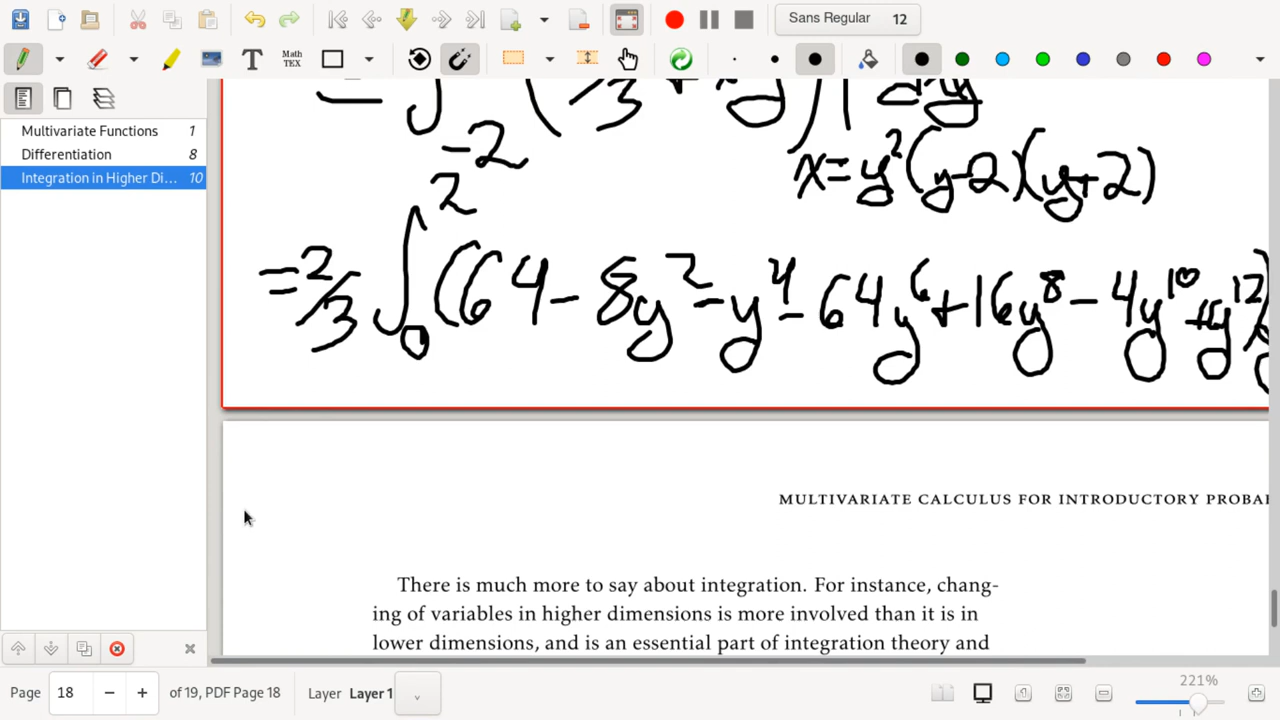 Sans Regular 12
T Math TEX
Multivariate Functions 1
Differentiation 8
Integration in Higher Di... 10
-2
x=y²(y-2)(y+2)
= 2/3 ∫₀² (64 - 8y² - y⁴ - 64y⁶ + 16y⁸ - 4y¹⁰ + y¹²)
MULTIVARIATE CALCULUS FOR INTRODUCTORY PROBA
There is much more to say about integration. For instance, chang-
ing of variables in higher dimensions is more involved than it is in
lower dimensions, and is an essential part of integration theory and
Page 18 of 19, PDF Page 18 Layer Layer 1 221%